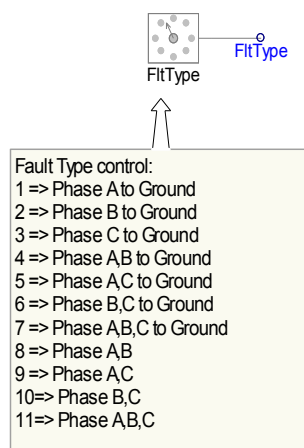 FltType
FltType
Fault Type control:
1 => Phase A to Ground
2 => Phase B to Ground
3 => Phase C to Ground
4 => Phase A,B to Ground
5 => Phase A,C to Ground
6 => Phase B,C to Ground
7 => Phase A,B,C to Ground
8 => Phase A,B
9 => Phase A,C
10=> Phase B,C
11=> Phase A,B,C